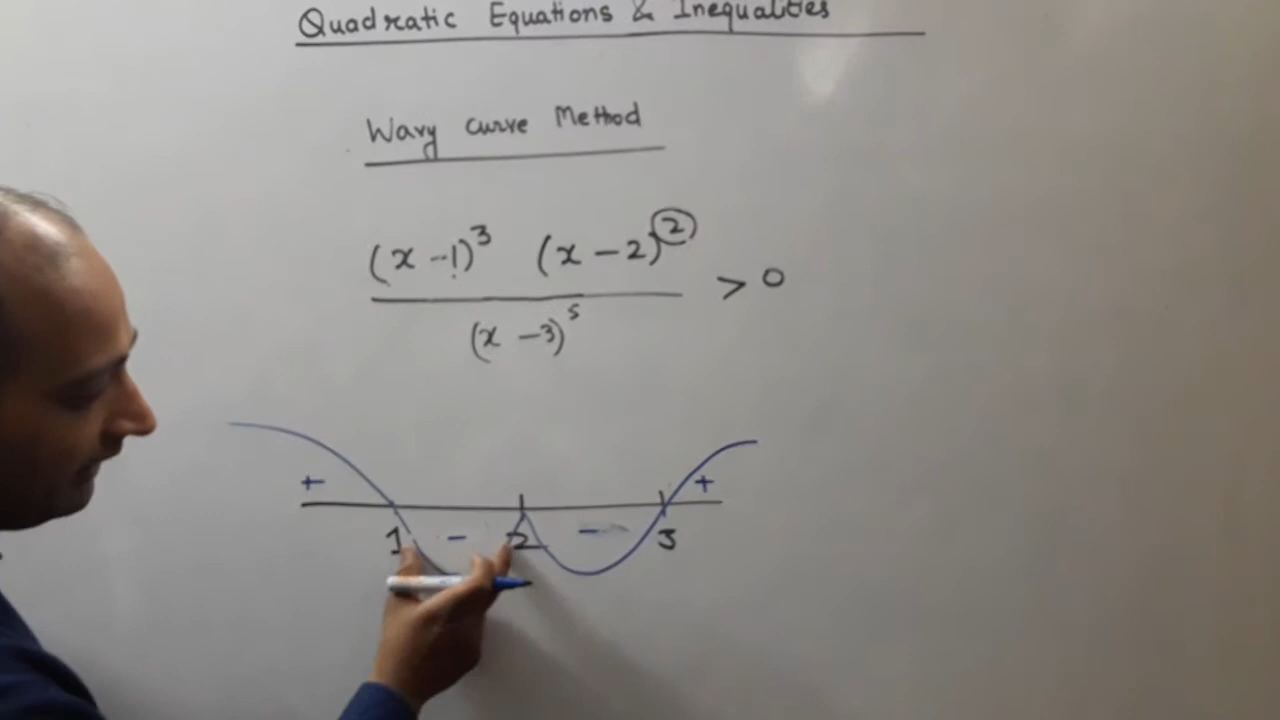 Quadratic Equations & Inequalities
Wavy Curve Method
(x - 1)^3 (x - 2)^2
(x - 3)^5
> 0
+ - - +
1 2 3